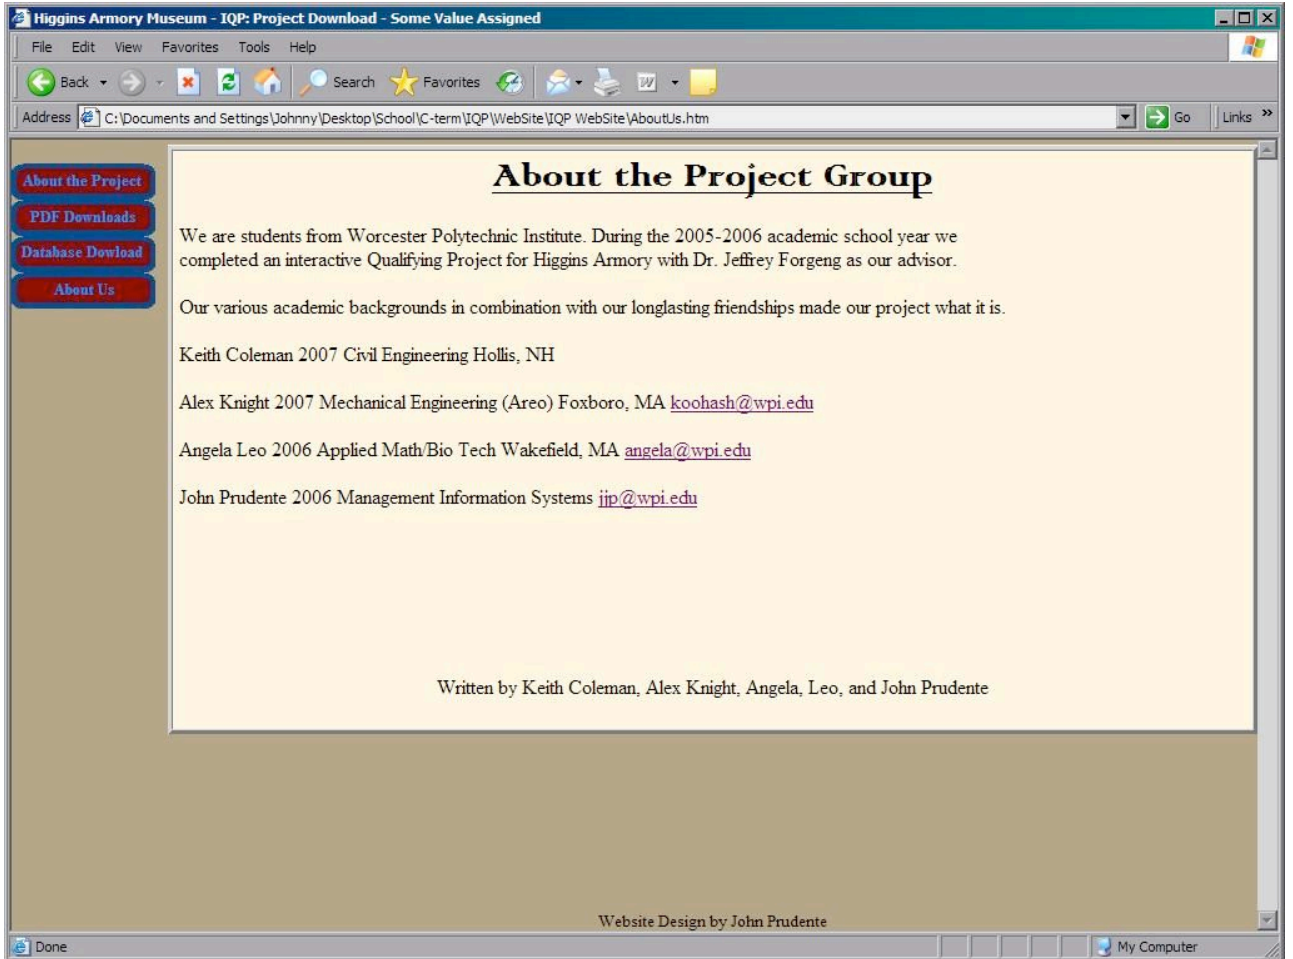 Higgins Armory Museum - IQP: Project Download - Some Value Assigned
File Edit View Favorites Tools Help
Back Search Favorites
Address C:\Documents and Settings\Johnny\Desktop\School\C-term\IQP\WebSite\IQP WebSite\AboutUs.htm Go Links »
About the Project
PDF Downloads
Database Dowload
About Us
About the Project Group
We are students from Worcester Polytechnic Institute. During the 2005-2006 academic school year we
completed an interactive Qualifying Project for Higgins Armory with Dr. Jeffrey Forgeng as our advisor.
Our various academic backgrounds in combination with our longlasting friendships made our project what it is.
Keith Coleman 2007 Civil Engineering Hollis, NH
Alex Knight 2007 Mechanical Engineering (Areo) Foxboro, MA koohash@wpi.edu
Angela Leo 2006 Applied Math/Bio Tech Wakefield, MA angela@wpi.edu
John Prudente 2006 Management Information Systems jjp@wpi.edu
Written by Keith Coleman, Alex Knight, Angela, Leo, and John Prudente
Website Design by John Prudente
Done My Computer